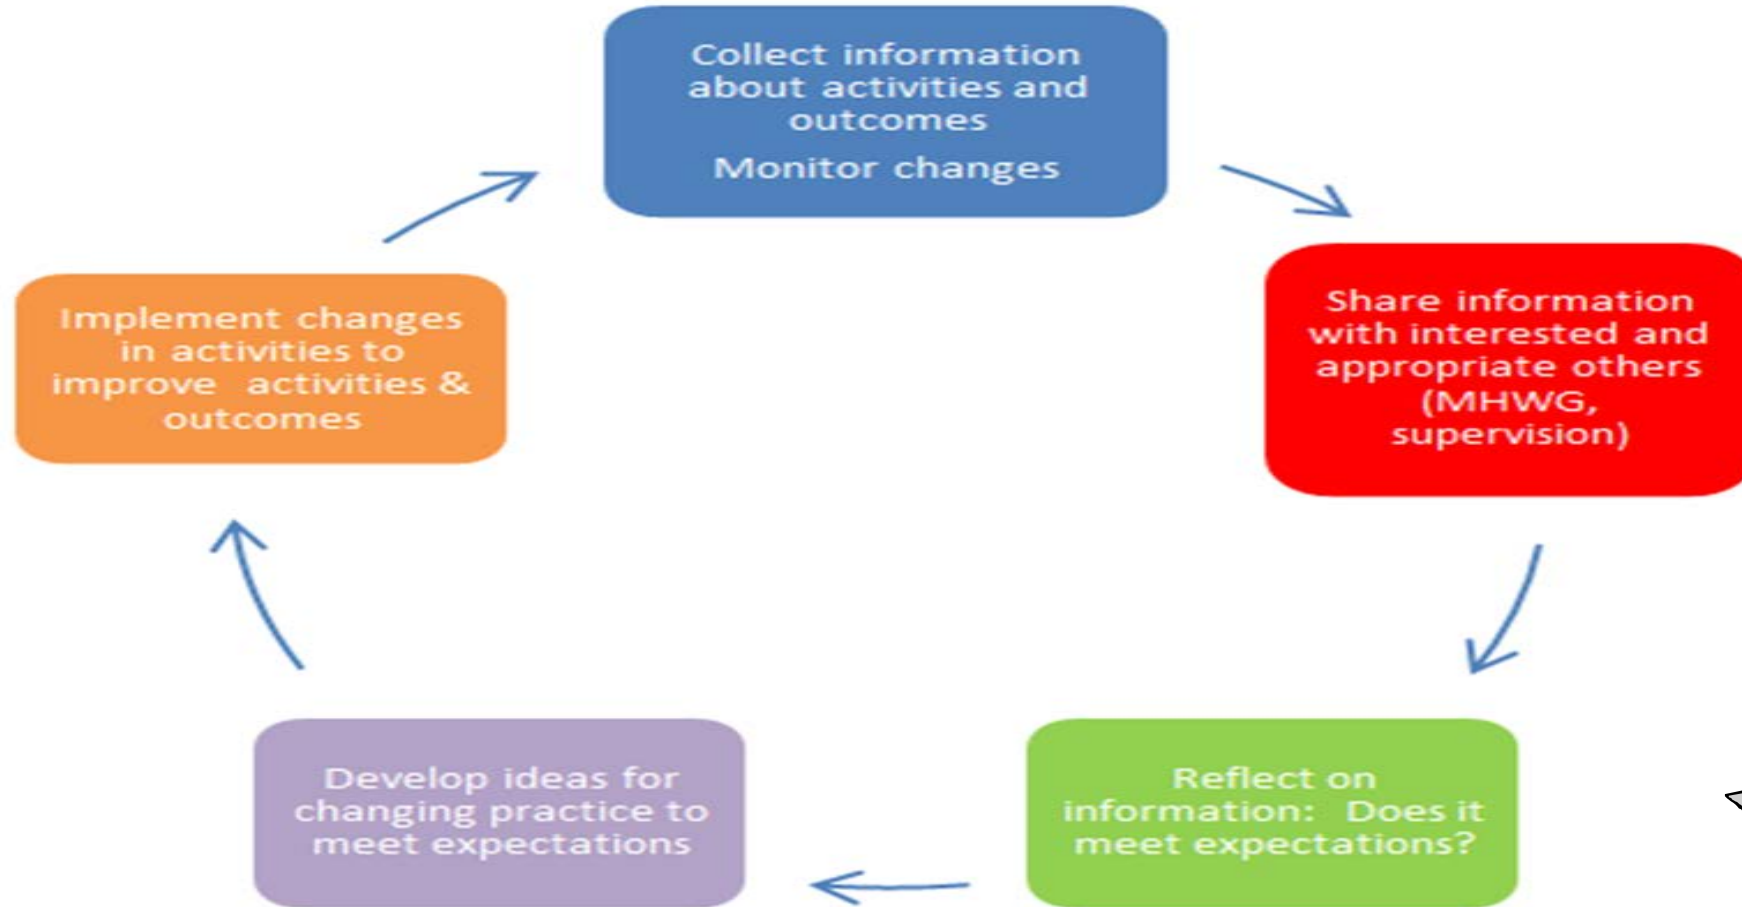 Collect information
about activities and
outcomes
Monitor changes
Share information
with interested and
appropriate others
(MHWG,
supervision)
Reflect on
information: Does it
meet expectations?
Develop ideas for
changing practice to
meet expectations
Implement changes
in activities to
improve activities &
outcomes